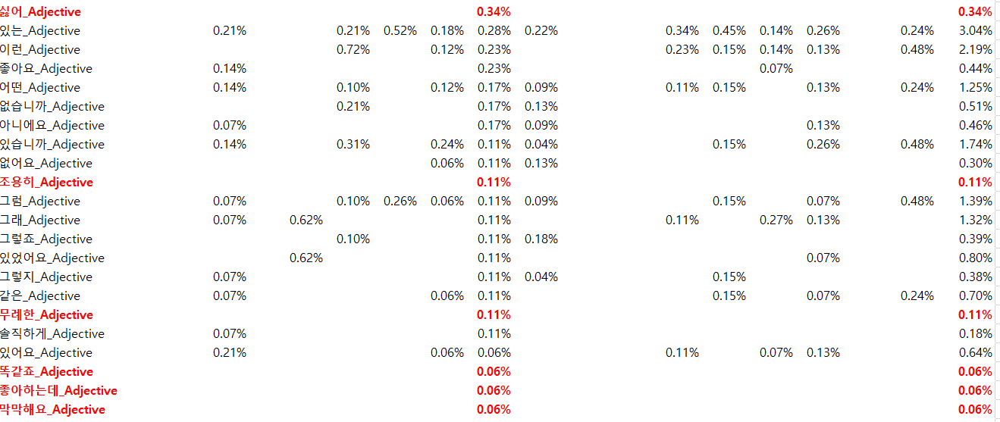 싫어_Adjective 0.34% 0.34%
있는_Adjective 0.21% 0.21% 0.52% 0.18% 0.28% 0.22% 0.34% 0.45% 0.14% 0.26% 0.24% 3.04%
이런_Adjective 0.72% 0.12% 0.23% 0.23% 0.15% 0.14% 0.13% 0.48% 2.19%
좋아요_Adjective 0.14% 0.23% 0.07% 0.44%
어떤_Adjective 0.14% 0.10% 0.12% 0.17% 0.09% 0.11% 0.15% 0.13% 0.24% 1.25%
없습니까_Adjective 0.21% 0.17% 0.13% 0.51%
아니에요_Adjective 0.07% 0.17% 0.09% 0.13% 0.46%
있습니까_Adjective 0.14% 0.31% 0.24% 0.11% 0.04% 0.15% 0.26% 0.48% 1.74%
없어요_Adjective 0.06% 0.11% 0.13% 0.30%
조용히_Adjective 0.11% 0.11%
그럼_Adjective 0.07% 0.10% 0.26% 0.06% 0.11% 0.09% 0.15% 0.07% 0.48% 1.39%
그래_Adjective 0.07% 0.62% 0.11% 0.11% 0.27% 0.13% 1.32%
그렇죠_Adjective 0.10% 0.11% 0.18% 0.39%
있었어요_Adjective 0.62% 0.11% 0.07% 0.80%
그렇지_Adjective 0.07% 0.11% 0.04% 0.15% 0.38%
같은_Adjective 0.07% 0.06% 0.11% 0.15% 0.07% 0.24% 0.70%
무례한_Adjective 0.11% 0.11%
솔직하게_Adjective 0.07% 0.11% 0.18%
있어요_Adjective 0.21% 0.06% 0.06% 0.11% 0.07% 0.13% 0.64%
똑같죠_Adjective 0.06% 0.06%
좋아하는데_Adjective 0.06% 0.06%
막막해요_Adjective 0.06% 0.06%